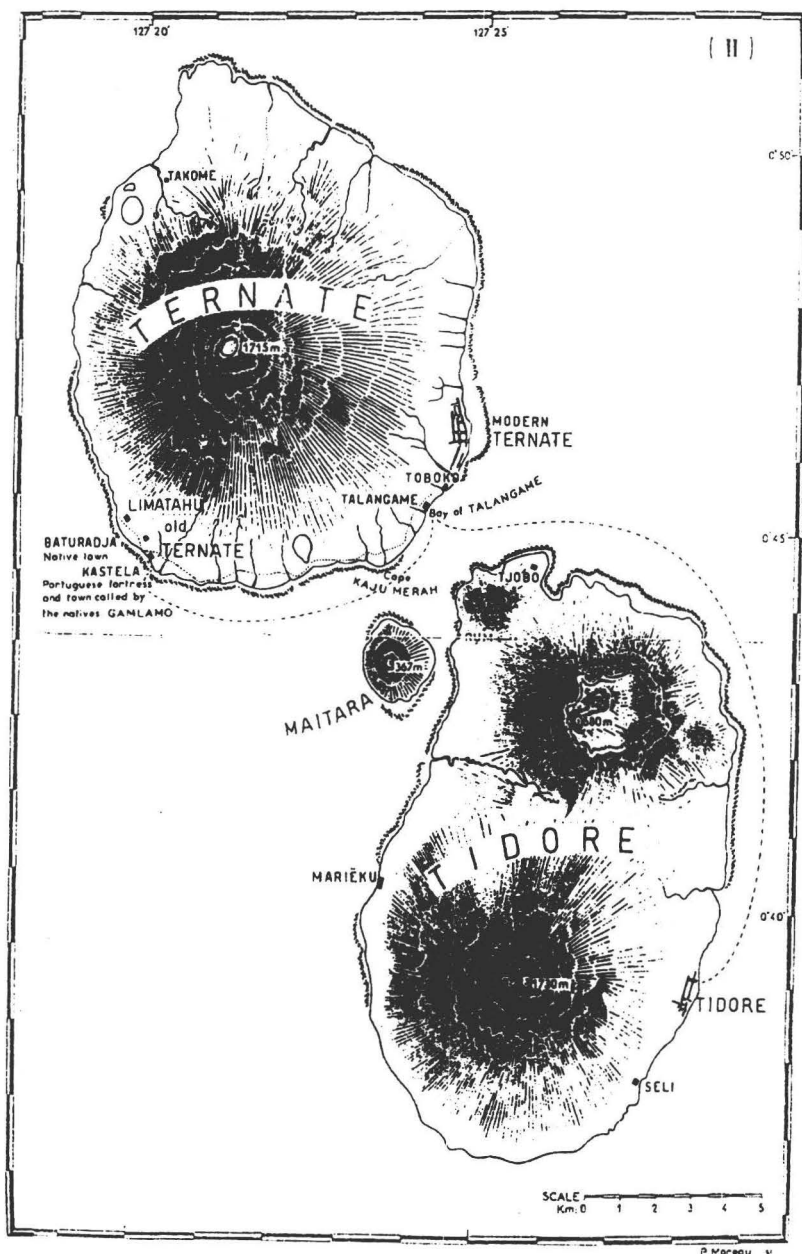 127°20'
127°25'
( II )
0°50'
TAKOME
TERNATE
1715m
MODERN
TERNATE
TOBOKO
TALANGAME
Bay of TALANGAME
LIMATAHU
old
TERNATE
BATURADJA
Native town
KASTELA
Portuguese fortress
and town called by
the natives GAMLAMO
Cape
KAJU MERAH
0°45'
TJOBO
RUM
367m
MAITARA
TIDORE
MARIËKU
0°40'
TIDORE
SELI
SCALE
Km: 0 1 2 3 4 5